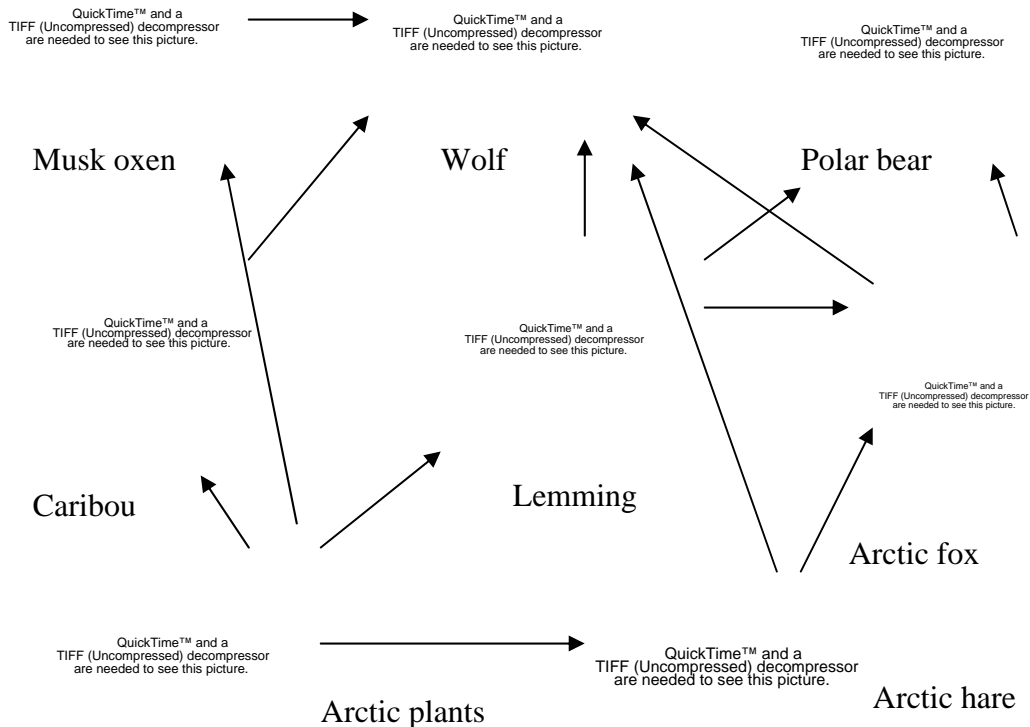 QuickTime™ and a
TIFF (Uncompressed) decompressor
are needed to see this picture.
QuickTime™ and a
TIFF (Uncompressed) decompressor
are needed to see this picture.
QuickTime™ and a
TIFF (Uncompressed) decompressor
are needed to see this picture.
Musk oxen
Wolf
Polar bear
QuickTime™ and a
TIFF (Uncompressed) decompressor
are needed to see this picture.
QuickTime™ and a
TIFF (Uncompressed) decompressor
are needed to see this picture.
QuickTime™ and a
TIFF (Uncompressed) decompressor
are needed to see this picture.
Caribou
Lemming
Arctic fox
QuickTime™ and a
TIFF (Uncompressed) decompressor
are needed to see this picture.
QuickTime™ and a
TIFF (Uncompressed) decompressor
are needed to see this picture.
Arctic plants
Arctic hare